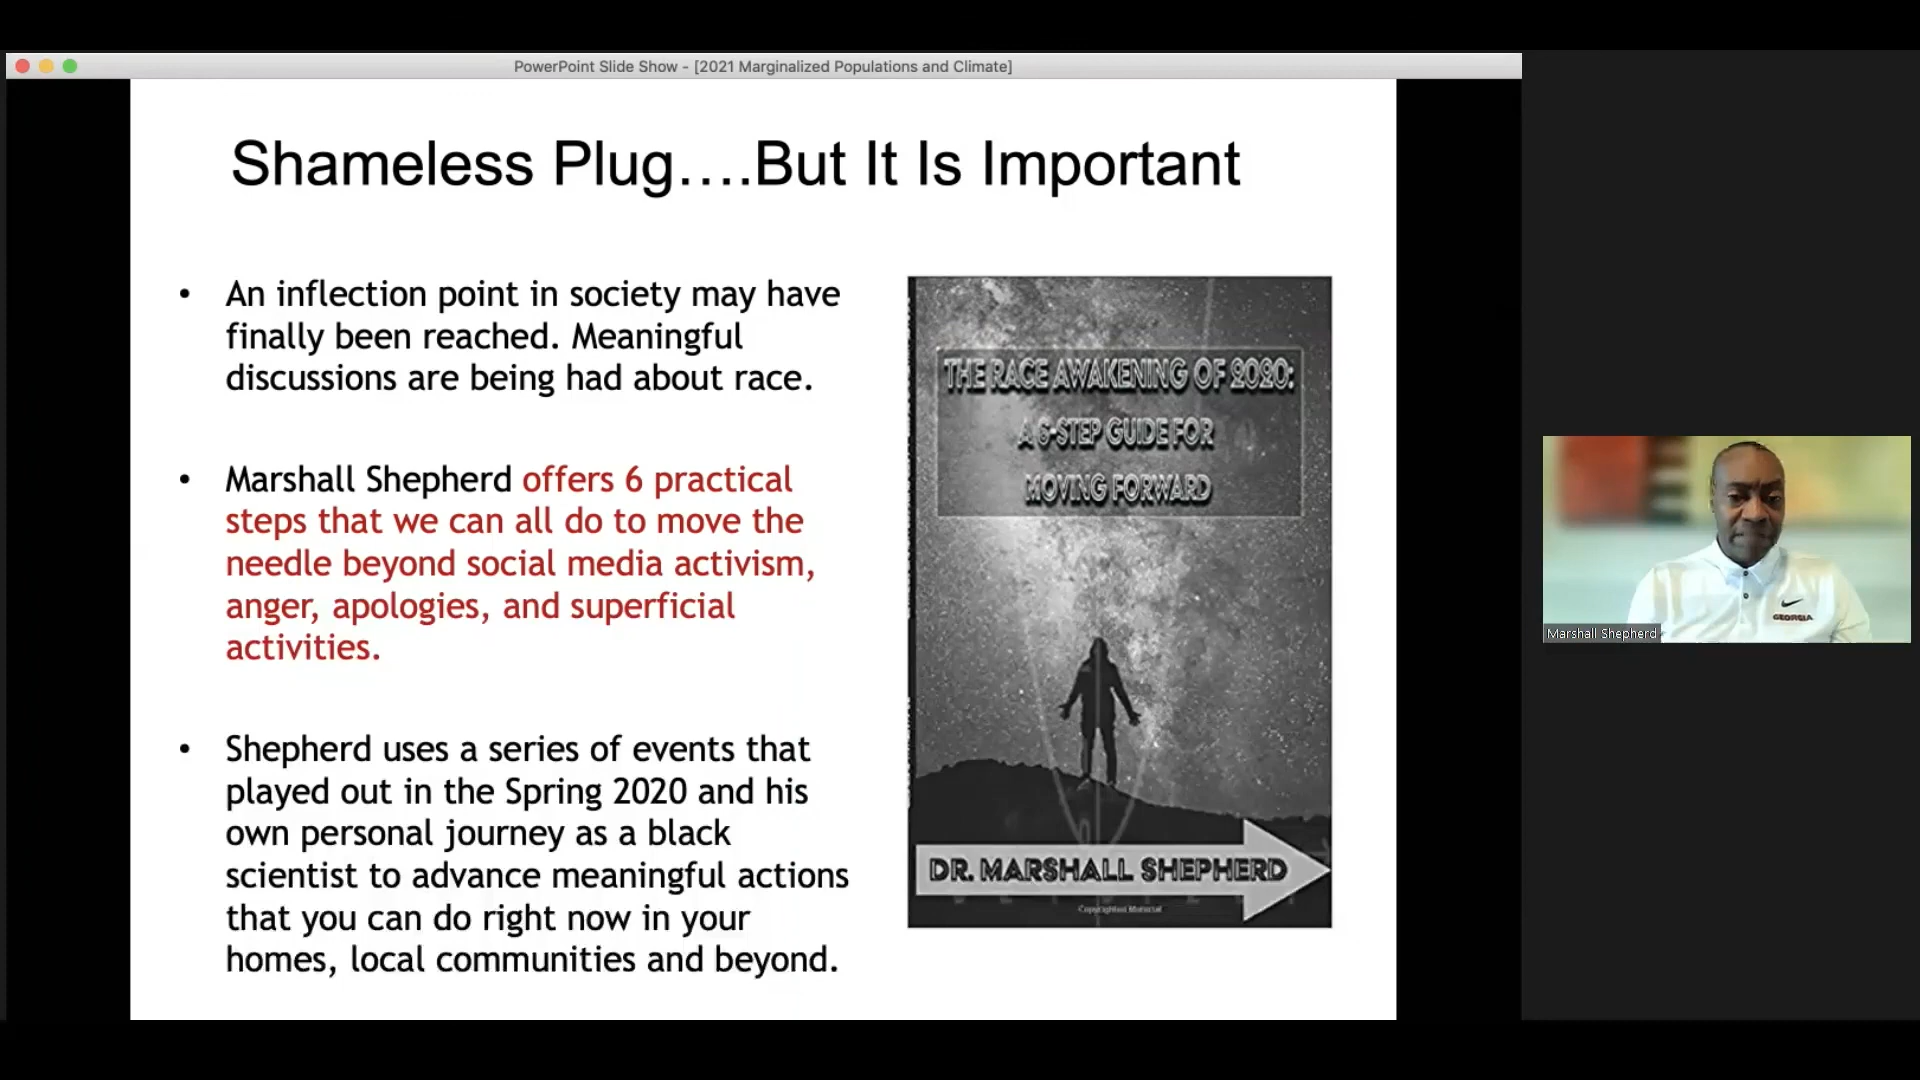 PowerPoint Slide Show - [2021 Marginalized Populations and Climate]
Shameless Plug....But It Is Important
• An inflection point in society may have
finally been reached. Meaningful
discussions are being had about race.
• Marshall Shepherd offers 6 practical
steps that we can all do to move the
needle beyond social media activism,
anger, apologies, and superficial
activities.
• Shepherd uses a series of events that
played out in the Spring 2020 and his
own personal journey as a black
scientist to advance meaningful actions
that you can do right now in your
homes, local communities and beyond.
THE RACE AWAKENING OF 2020:
A 6-STEP GUIDE FOR
MOVING FORWARD
DR. MARSHALL SHEPHERD
Copyrighted Material
GEORGIA
Marshall Shepherd